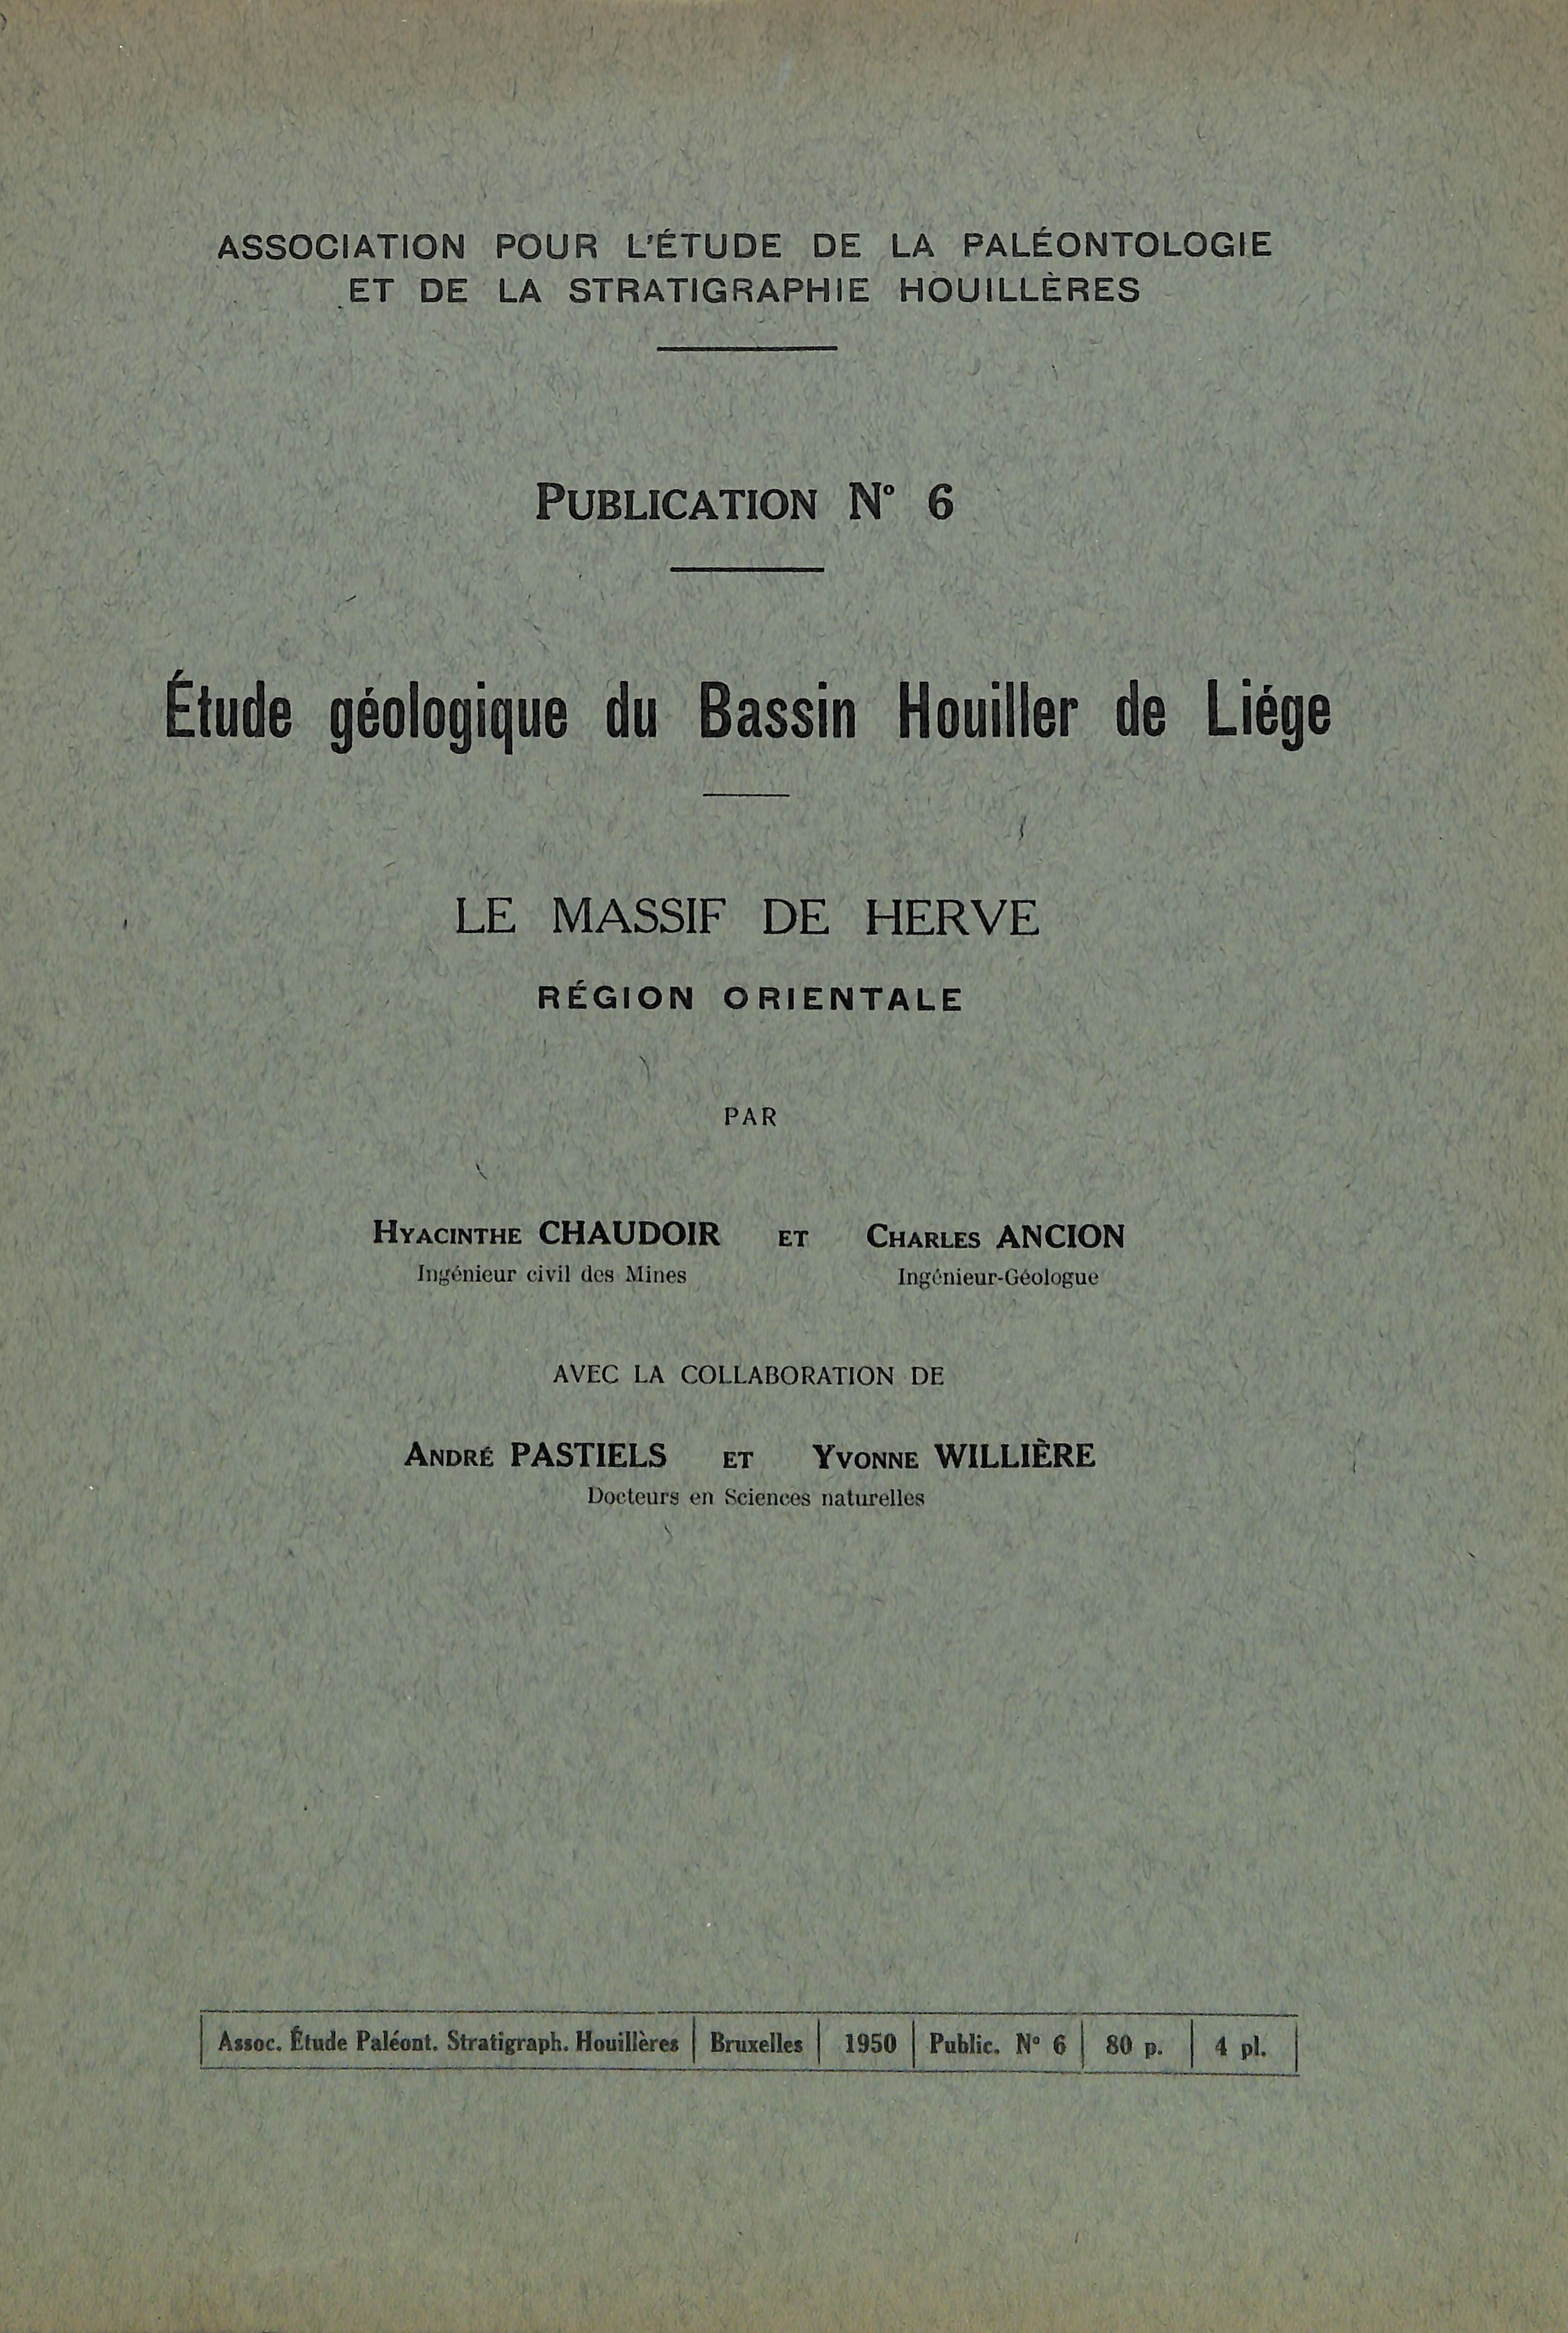 ASSOCIATION POUR L'ÉTUDE DE LA PALÉONTOLOGIE
ET DE LA STRATIGRAPHIE HOUILLÈRES
PUBLICATION N° 6
Étude géologique du Bassin Houiller de Liége
LE MASSIF DE HERVE
RÉGION ORIENTALE
PAR
HYACINTHE CHAUDOIR ET CHARLES ANCION
Ingénieur civil des Mines Ingénieur-Géologue
AVEC LA COLLABORATION DE
ANDRÉ PASTIELS ET YVONNE WILLIÈRE
Docteurs en Sciences naturelles
Assoc. Étude Paléont. Stratigraph. Houillères | Bruxelles | 1950 | Public. N° 6 | 80 p. | 4 pl.